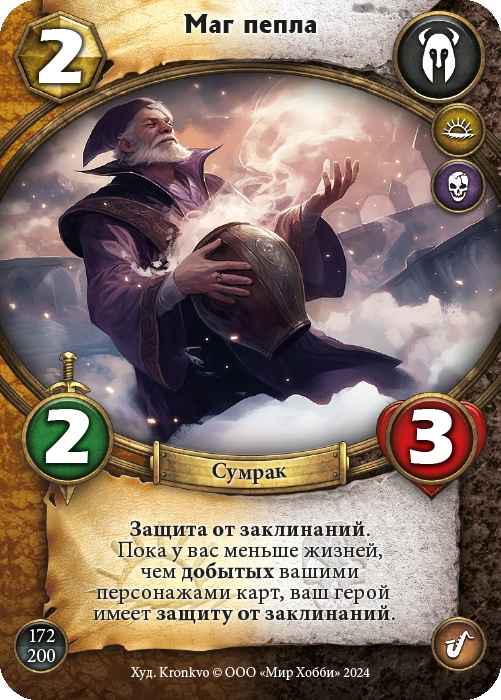 Маг пепла
2
2
3
Сумрак
Защита от заклинаний.
Пока у вас меньше жизней,
чем добытых вашими
персонажами карт, ваш герой
имеет защиту от заклинаний.
172
200
Худ. Kronkvo © ООО «Мир Хобби» 2024